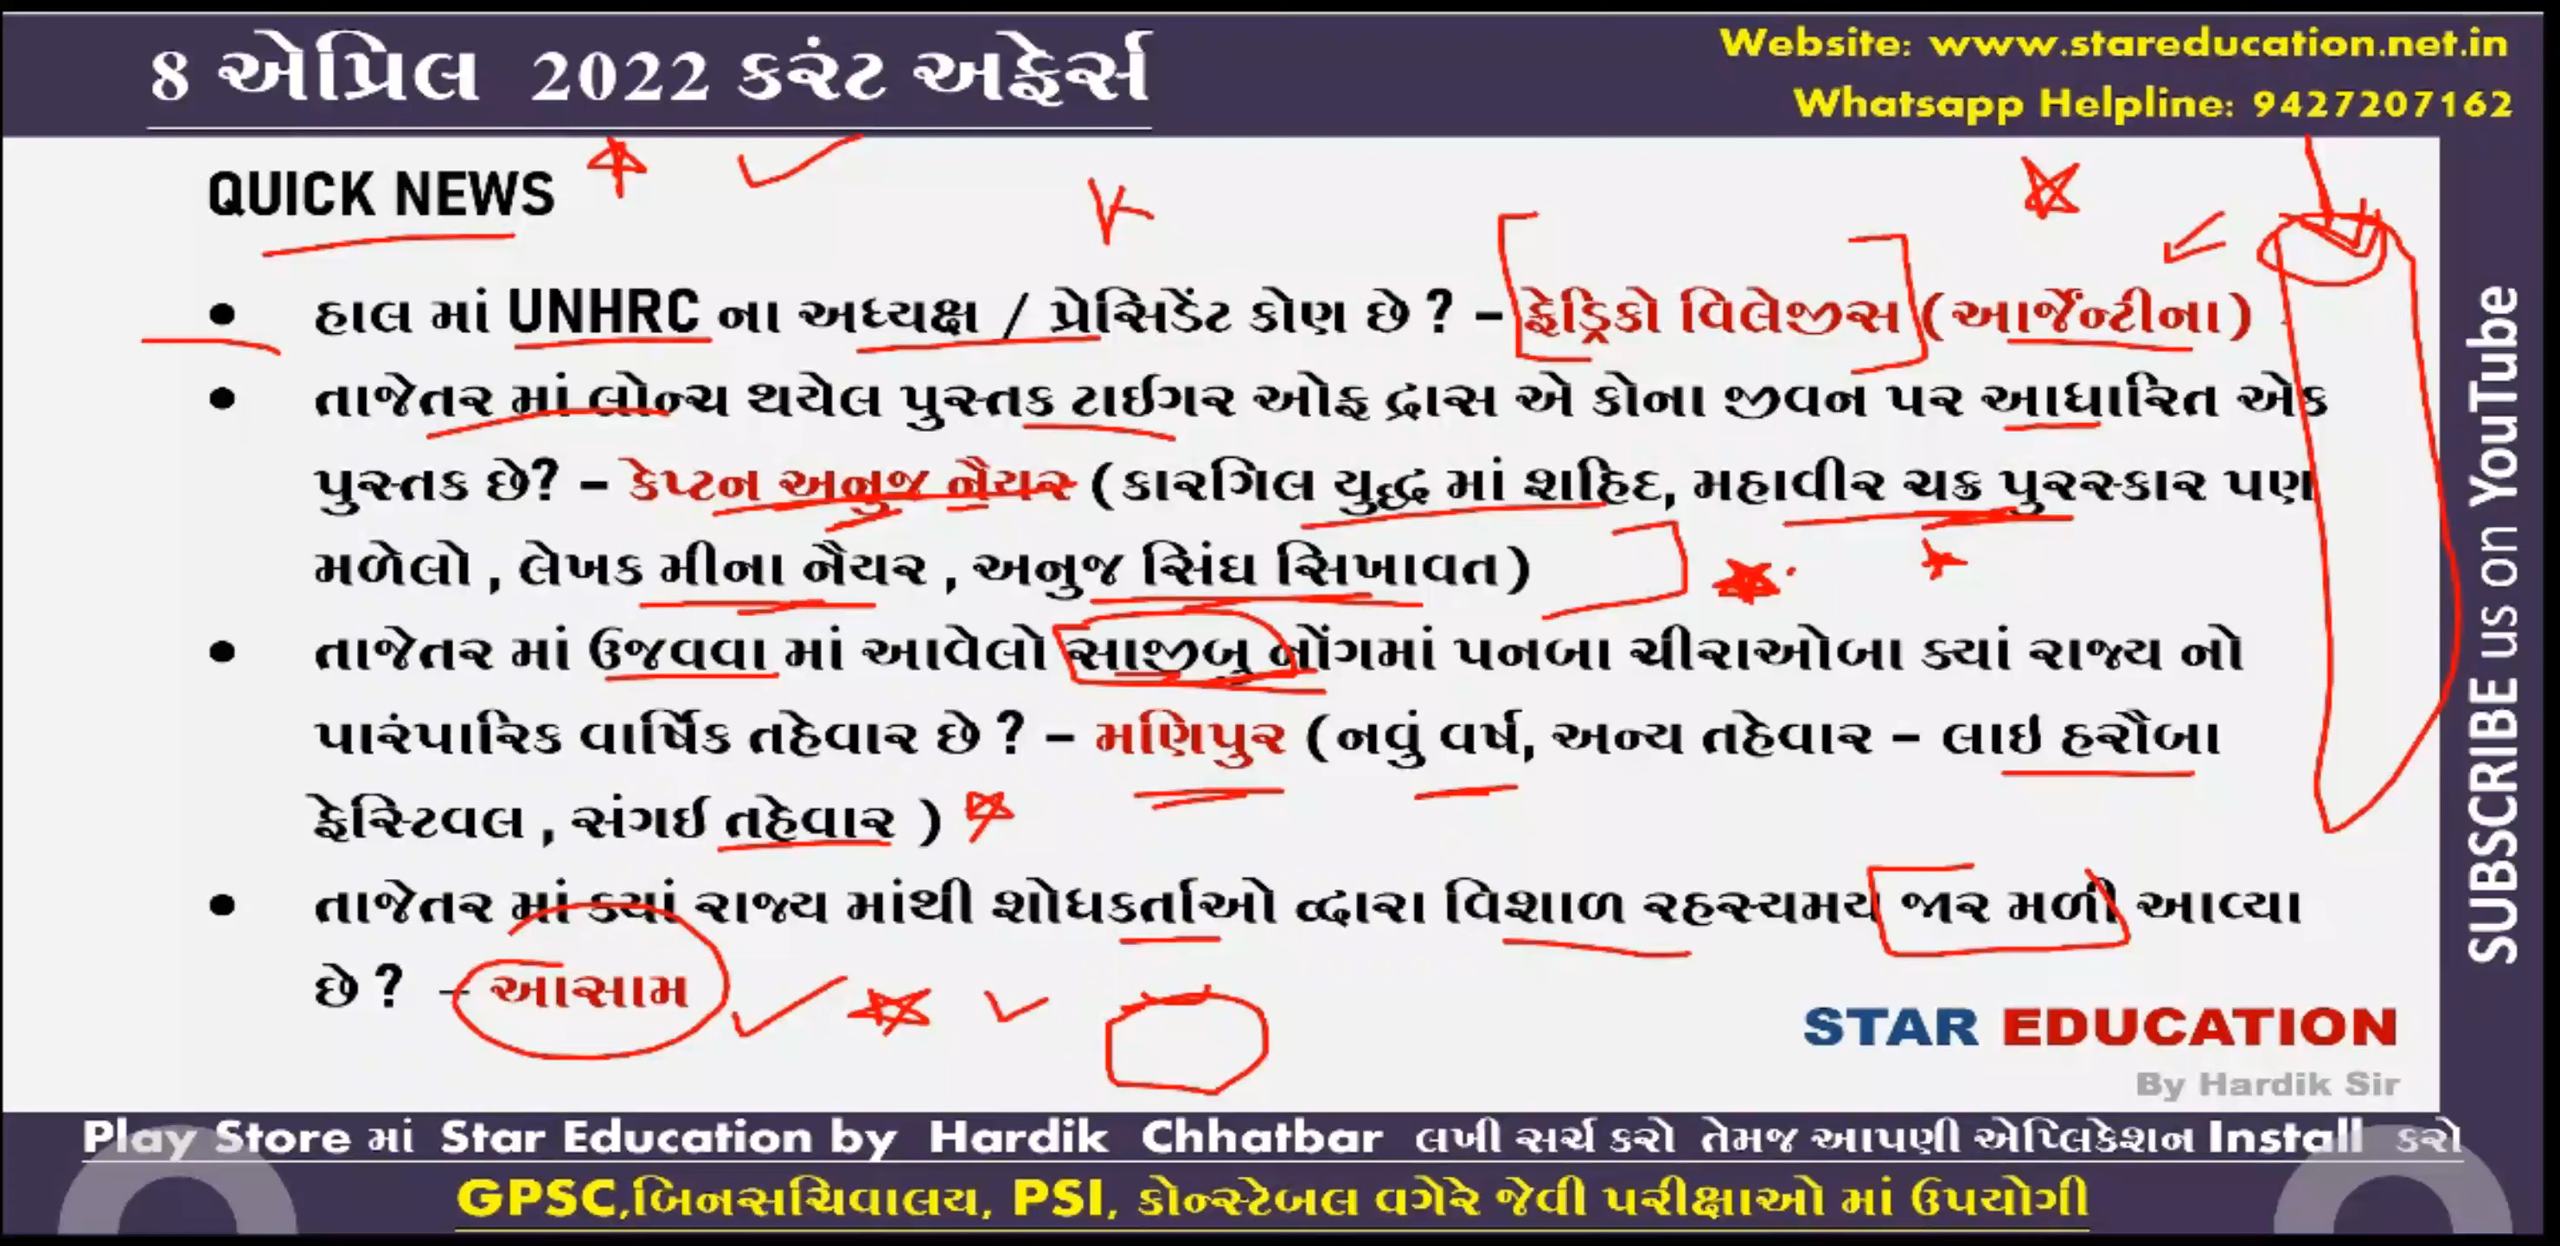 8 એપ્રિલ 2022 કરંટ અફેર્સ
Website: www.stareducation.net.in
Whatsapp Helpline: 9427207162
QUICK NEWS
• હાલ માં UNHRC ના અધ્યક્ષ / પ્રેસિડેંટ કોણ છે ? – ફ્રેડ્રિકો વિલેજીસ (આર્જેન્ટીના)
• તાજેતર માં લોન્ચ થયેલ પુસ્તક ટાઈગર ઓફ દ્રાસ એ કોના જીવન પર આધારિત એક
પુસ્તક છે? – કેપ્ટન અનુજ નૈયર (કારગિલ યુદ્ધ માં શહિદ, મહાવીર ચક્ર પુરસ્કાર પણ
મળેલો , લેખક મીના નૈયર , અનુજ સિંઘ સિખાવત)
• તાજેતર માં ઉજવવા માં આવેલો સાજીબુ નોંગમાં પનબા ચીરાઓબા ક્યાં રાજ્ય નો
પારંપારિક વાર્ષિક તહેવાર છે ? – મણિપુર (નવું વર્ષ, અન્ય તહેવાર – લાઇ હરૌબા
ફેસ્ટિવલ , સંગઇ તહેવાર )
• તાજેતર માં ક્યાં રાજ્ય માંથી શોધકર્તાઓ દ્વારા વિશાળ રહસ્યમય જાર મળી આવ્યા
છે ? – આસામ
STAR EDUCATION
By Hardik Sir
SUBSCRIBE us on YouTube
Play Store માં Star Education by Hardik Chhatbar લખી સર્ચ કરો તેમજ આપણી એપ્લિકેશન Install કરો
GPSC,બિનસચિવાલય, PSI, કોન્સ્ટેબલ વગેરે જેવી પરીક્ષાઓ માં ઉપયોગી